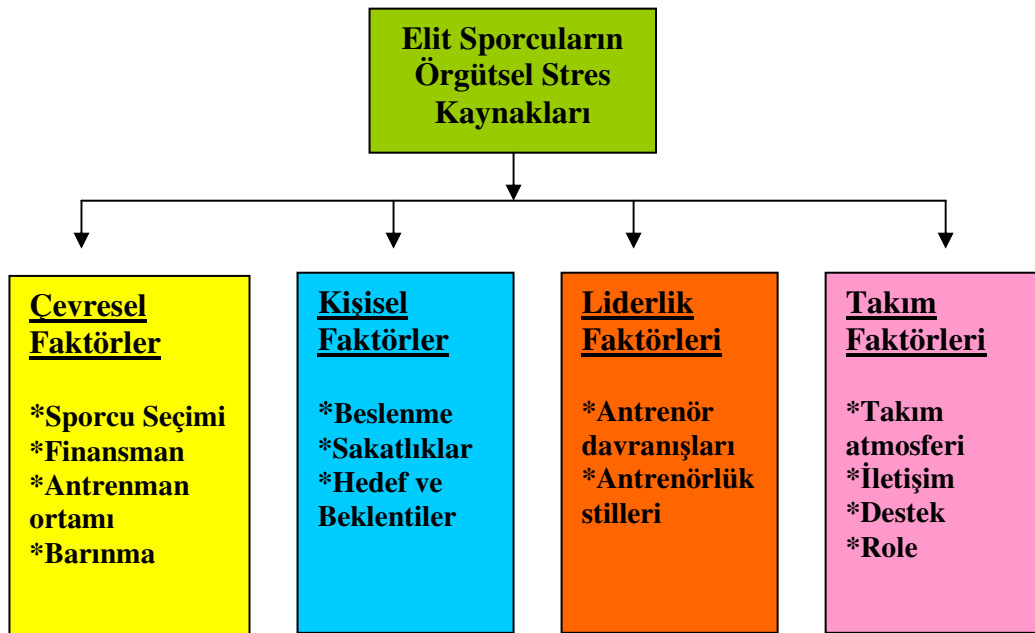 Elit Sporcuların
Örgütsel Stres
Kaynakları
Çevresel
Faktörler
*Sporcu Seçimi
*Finansman
*Antrenman
ortamı
*Barınma
Kişisel
Faktörler
*Beslenme
*Sakatlıklar
*Hedef ve
Beklentiler
Liderlik
Faktörleri
*Antrenör
davranışları
*Antrenörlük
stilleri
Takım
Faktörleri
*Takım
atmosferi
*İletişim
*Destek
*Role